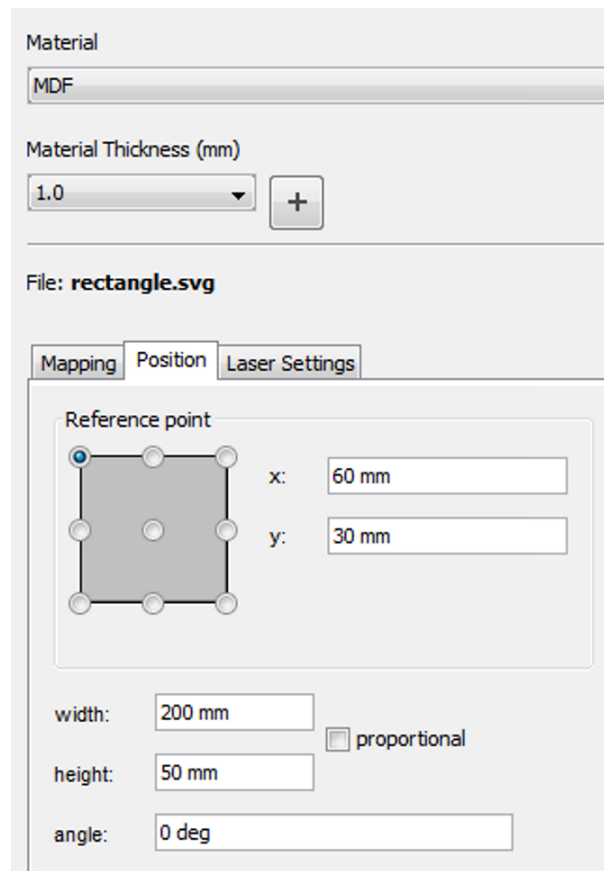 Material
MDF
Material Thickness (mm)
1.0
+
File: rectangle.svg
Mapping Position Laser Settings
Reference point
x: 60 mm
y: 30 mm
width: 200 mm
proportional
height: 50 mm
angle: 0 deg